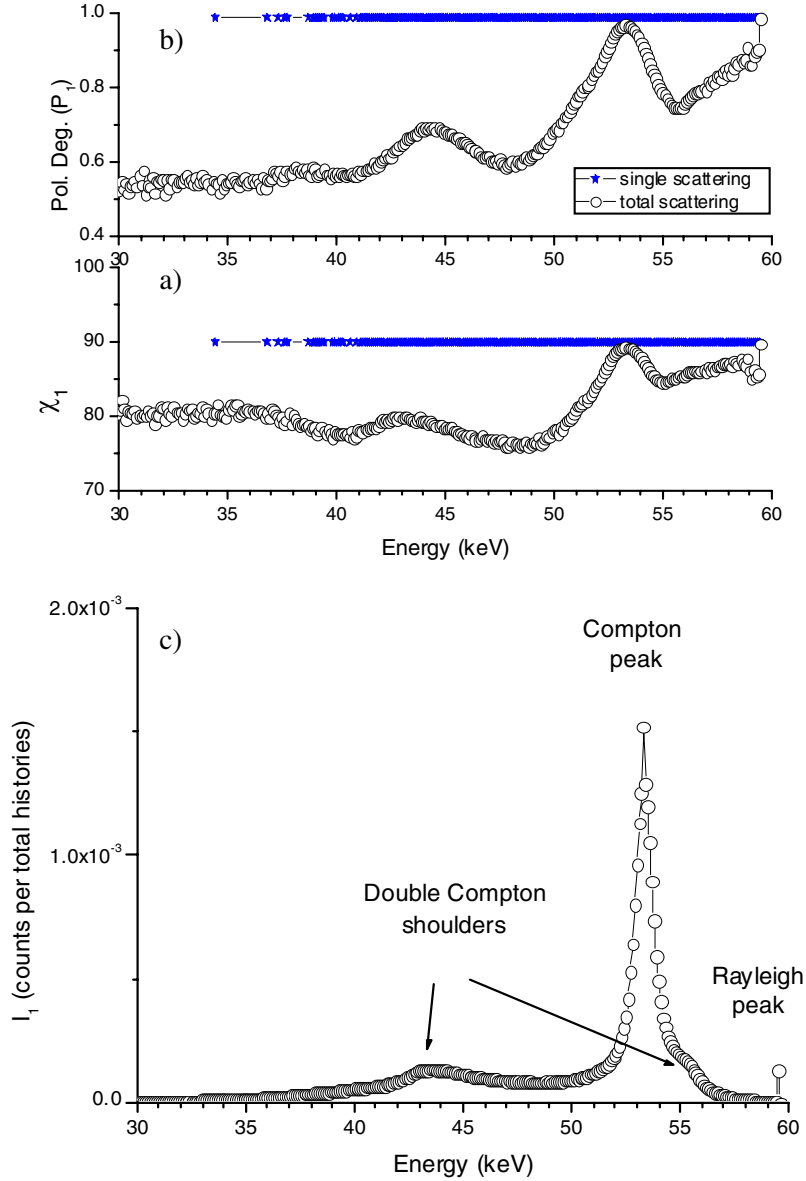 b)
1.0
0.8
0.6
0.4
Pol. Deg. (P1)
single scattering
total scattering
30 35 40 45 50 55 60
a)
100
90
80
70
χ1
30 35 40 45 50 55 60
Energy (keV)
c)
2.0x10-3
1.0x10-3
0.0
I1 (counts per total histories)
Compton
peak
Double Compton
shoulders
Rayleigh
peak
30 35 40 45 50 55 60
Energy (keV)